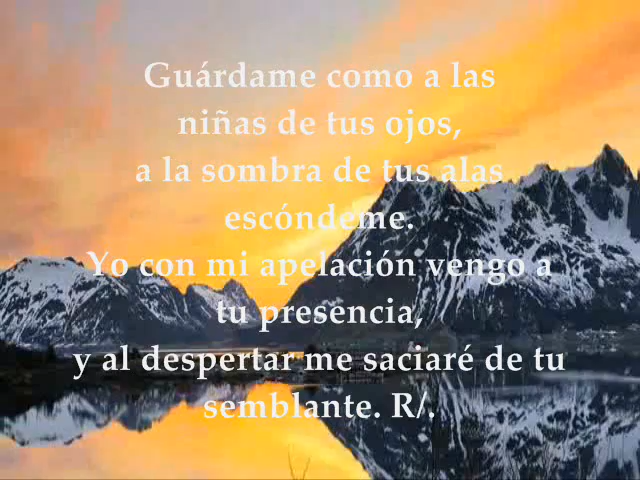 Guárdame como a las
niñas de tus ojos,
a la sombra de tus alas
escóndeme.
Yo con mi apelación vengo a
tu presencia,
y al despertar me saciaré de tu
semblante. R/.